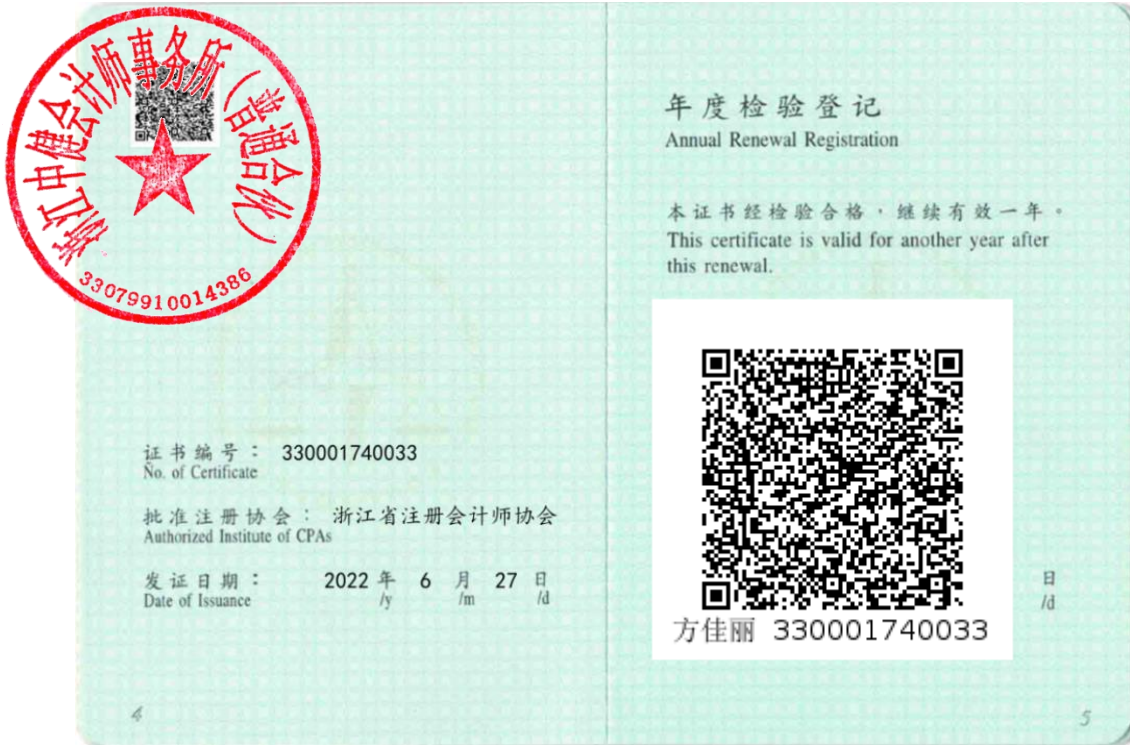 浙江中健会计师事务所（普通合伙）
33079910014386
证书编号： 330001740033
No. of Certificate
批准注册协会： 浙江省注册会计师协会
Authorized Institute of CPAs
发证日期： 2022 年 6 月 27 日
Date of Issuance /y /m /d
4
年度检验登记
Annual Renewal Registration
本证书经检验合格，继续有效一年。
This certificate is valid for another year after
this renewal.
日
/d
方佳丽 330001740033
5